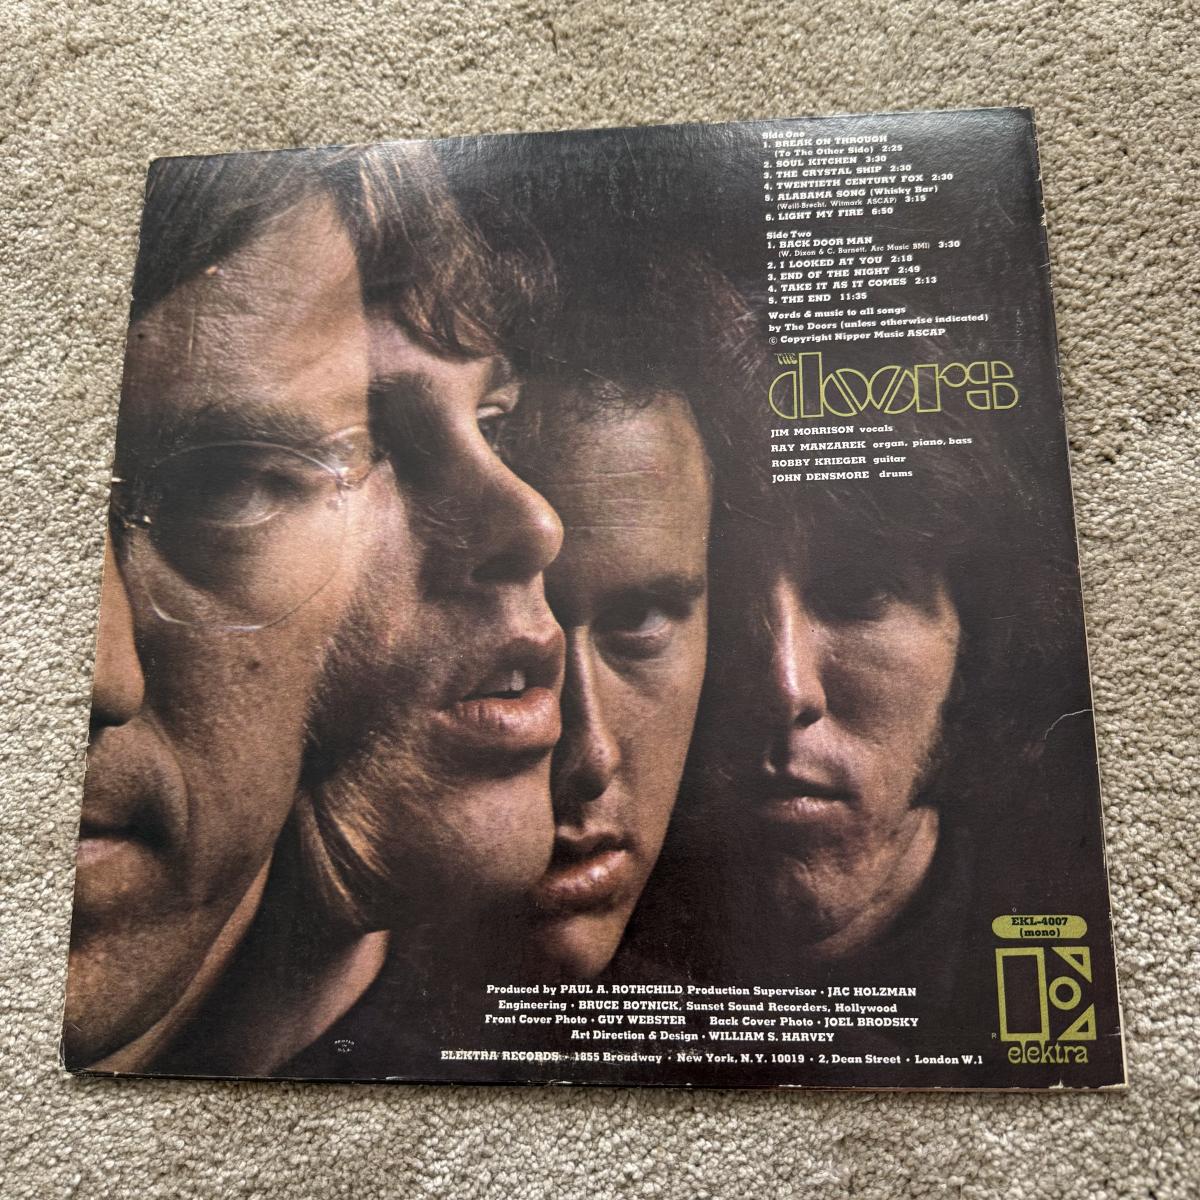 Side One
1. BREAK ON THROUGH
(To The Other Side) 2:25
2. SOUL KITCHEN 3:30
3. THE CRYSTAL SHIP 2:30
4. TWENTIETH CENTURY FOX 2:30
5. ALABAMA SONG (Whisky Bar)
(Weill-Brecht, Witmark ASCAP) 3:15
6. LIGHT MY FIRE 6:50
Side Two
1. BACK DOOR MAN
(W. Dixon & C. Burnett, Arc Music BMI) 3:30
2. I LOOKED AT YOU 2:18
3. END OF THE NIGHT 2:49
4. TAKE IT AS IT COMES 2:13
5. THE END 11:35
Words & music to all songs
by The Doors (unless otherwise indicated)
© Copyright Nipper Music ASCAP
THE
doors
JIM MORRISON vocals
RAY MANZAREK organ, piano, bass
ROBBY KRIEGER guitar
JOHN DENSMORE drums
EKL-4007
(mono)
elektra
Produced by PAUL A. ROTHCHILD Production Supervisor • JAC HOLZMAN
Engineering • BRUCE BOTNICK, Sunset Sound Recorders, Hollywood
Front Cover Photo • GUY WEBSTER Back Cover Photo • JOEL BRODSKY
Art Direction & Design • WILLIAM S. HARVEY
ELEKTRA RECORDS • 1855 Broadway • New York, N.Y. 10019 • 2, Dean Street • London W.1
PRINTED
IN
U.S.A.